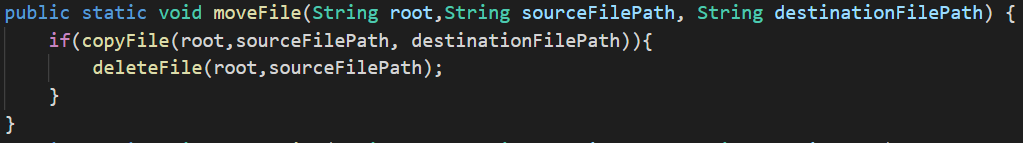 public static void moveFile(String root,String sourceFilePath, String destinationFilePath) {
    if(copyFile(root,sourceFilePath, destinationFilePath)){
        deleteFile(root,sourceFilePath);
    }
}